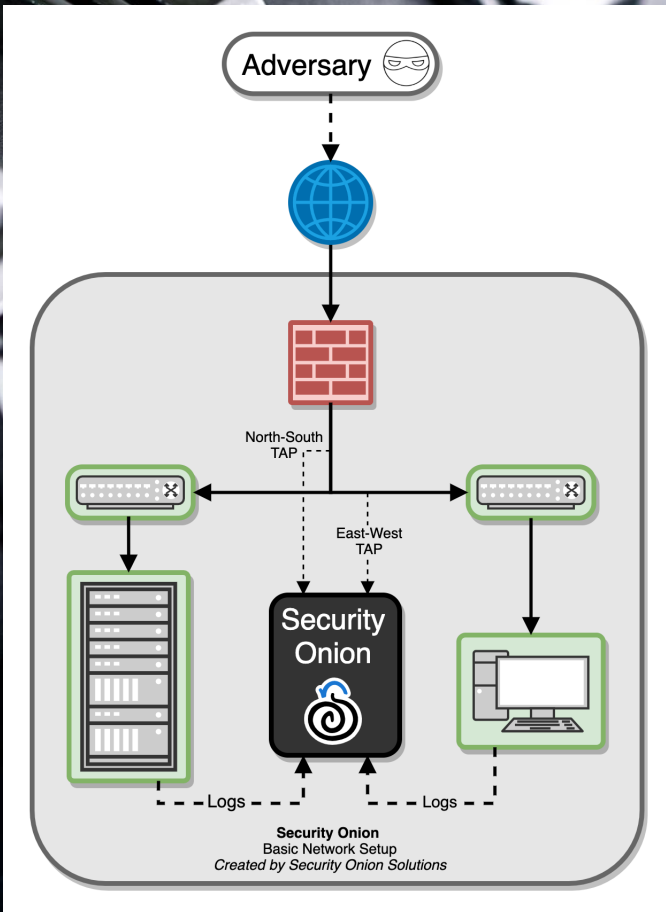 Adversary
North-South
TAP
East-West
TAP
Security
Onion
Logs
Logs
Security Onion
Basic Network Setup
Created by Security Onion Solutions